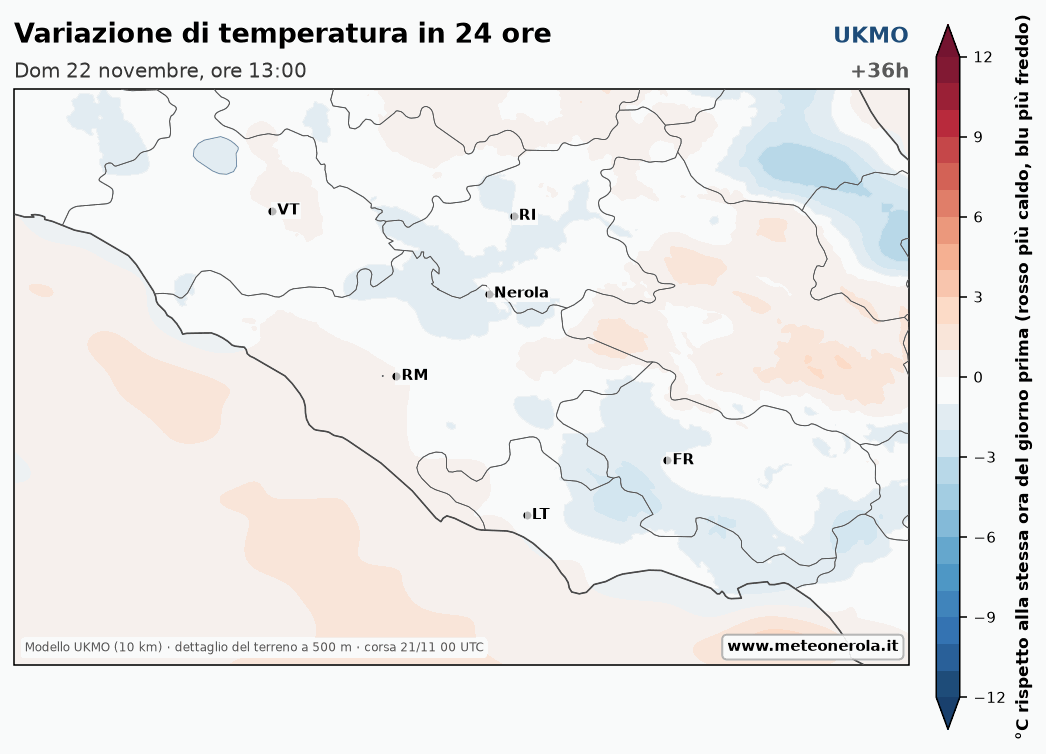 Variazione di temperatura in 24 ore
UKMO
Dom 22 novembre, ore 13:00
+36h
VT
RI
Nerola
RM
FR
LT
Modello UKMO (10 km) · dettaglio del terreno a 500 m · corsa 21/11 00 UTC
www.meteonerola.it
12
9
6
3
0
−3
−6
−9
−12
°C rispetto alla stessa ora del giorno prima (rosso più caldo, blu più freddo)